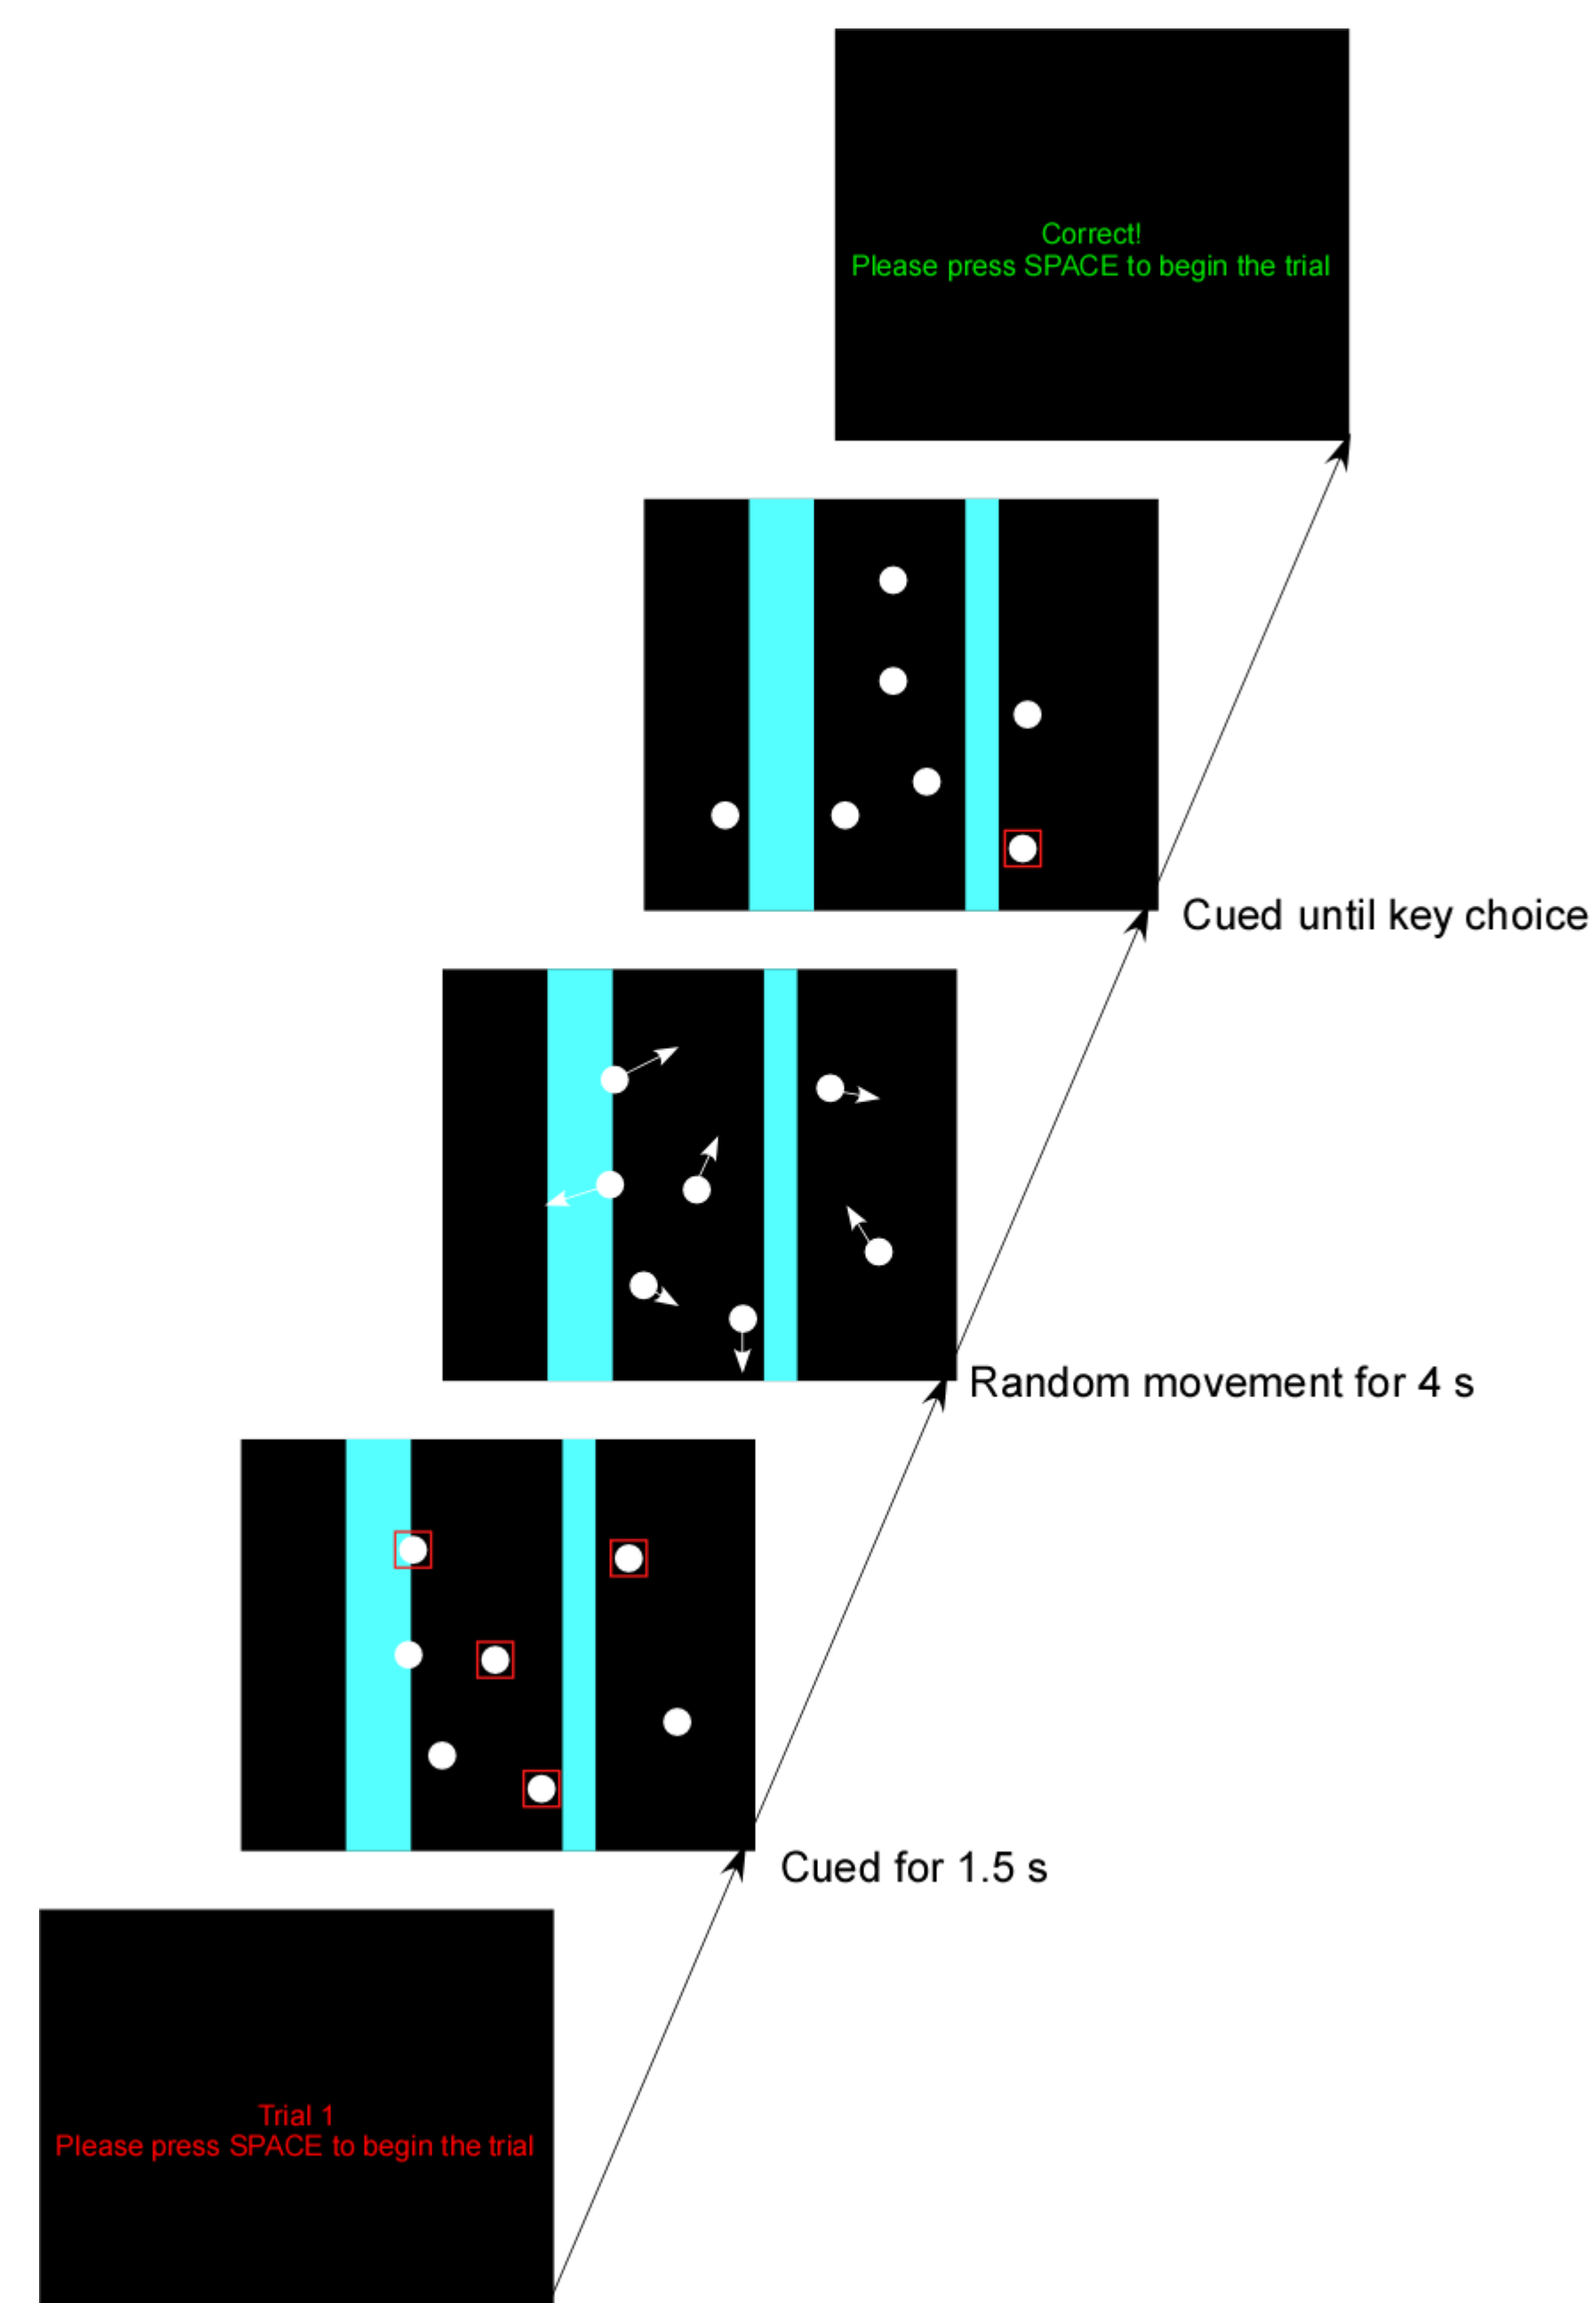 Correct!
Please press SPACE to begin the trial
Cued until key choice
Random movement for 4 s
Cued for 1.5 s
Trial 1
Please press SPACE to begin the trial